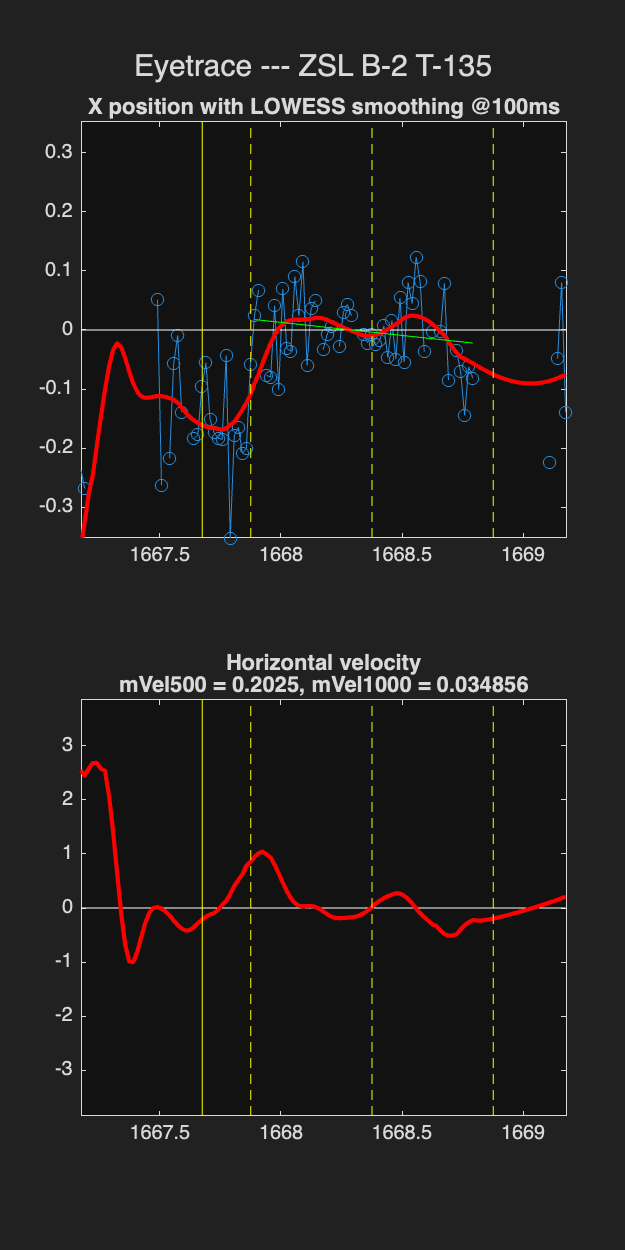 Eyetrace --- ZSL B-2 T-135
X position with LOWESS smoothing @100ms
0.3
0.2
0.1
0
-0.1
-0.2
-0.3
1667.5 1668 1668.5 1669
Horizontal velocity
mVel500 = 0.2025, mVel1000 = 0.034856
3
2
1
0
-1
-2
-3
1667.5 1668 1668.5 1669